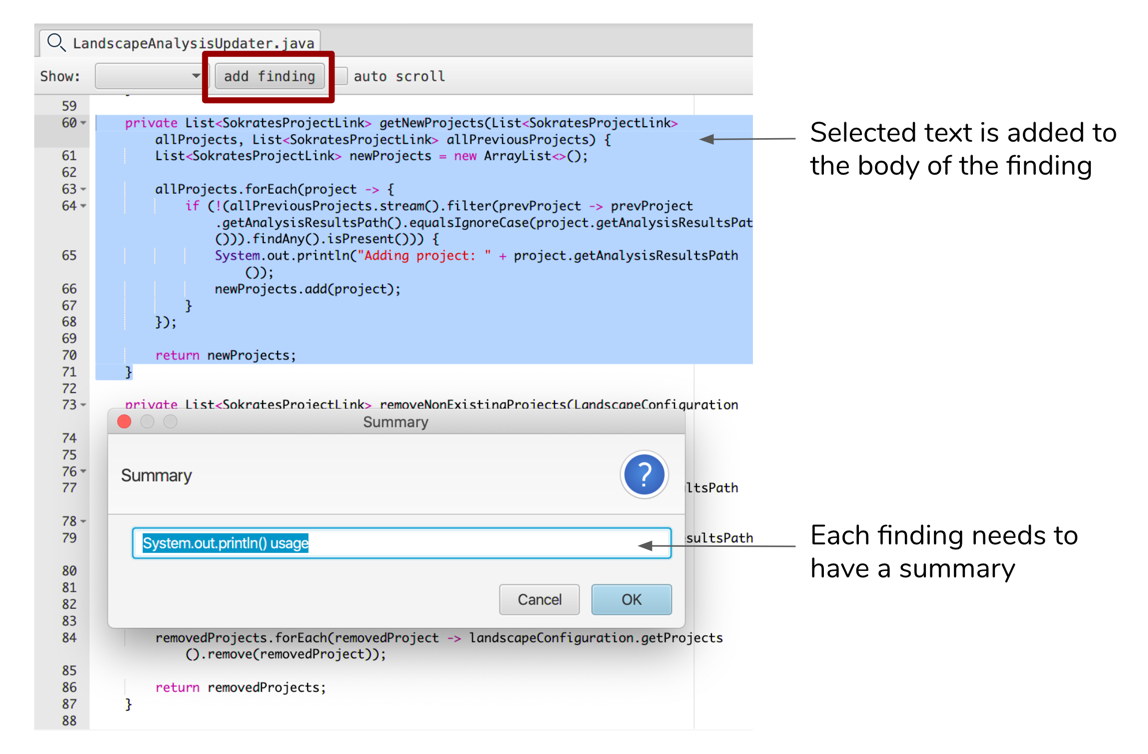 LandscapeAnalysisUpdater.java
Show:
add finding
auto scroll
59
60 private List<SokratesProjectLink> getNewProjects(List<SokratesProjectLink>
allProjects, List<SokratesProjectLink> allPreviousProjects) {
61 List<SokratesProjectLink> newProjects = new ArrayList<>();
62
63 allProjects.forEach(project -> {
64 if (!(allPreviousProjects.stream().filter(prevProject -> prevProject
.getAnalysisResultsPath().equalsIgnoreCase(project.getAnalysisResultsPat
())).findAny().isPresent())) {
65 System.out.println("Adding project: " + project.getAnalysisResultsPath
());
66 newProjects.add(project);
67 }
68 });
69
70 return newProjects;
71 }
72
73 private List<SokratesProjectLink> removeNonExistingProjects(LandscapeConfiguration
74
75
76
77 ltsPath
78
79 sultsPath
80
81
82
83
84 removedProjects.forEach(removedProject -> landscapeConfiguration.getProjects
().remove(removedProject));
85
86 return removedProjects;
87 }
88
Summary
Summary
?
System.out.println() usage
Cancel
OK
Selected text is added to
the body of the finding
Each finding needs to
have a summary